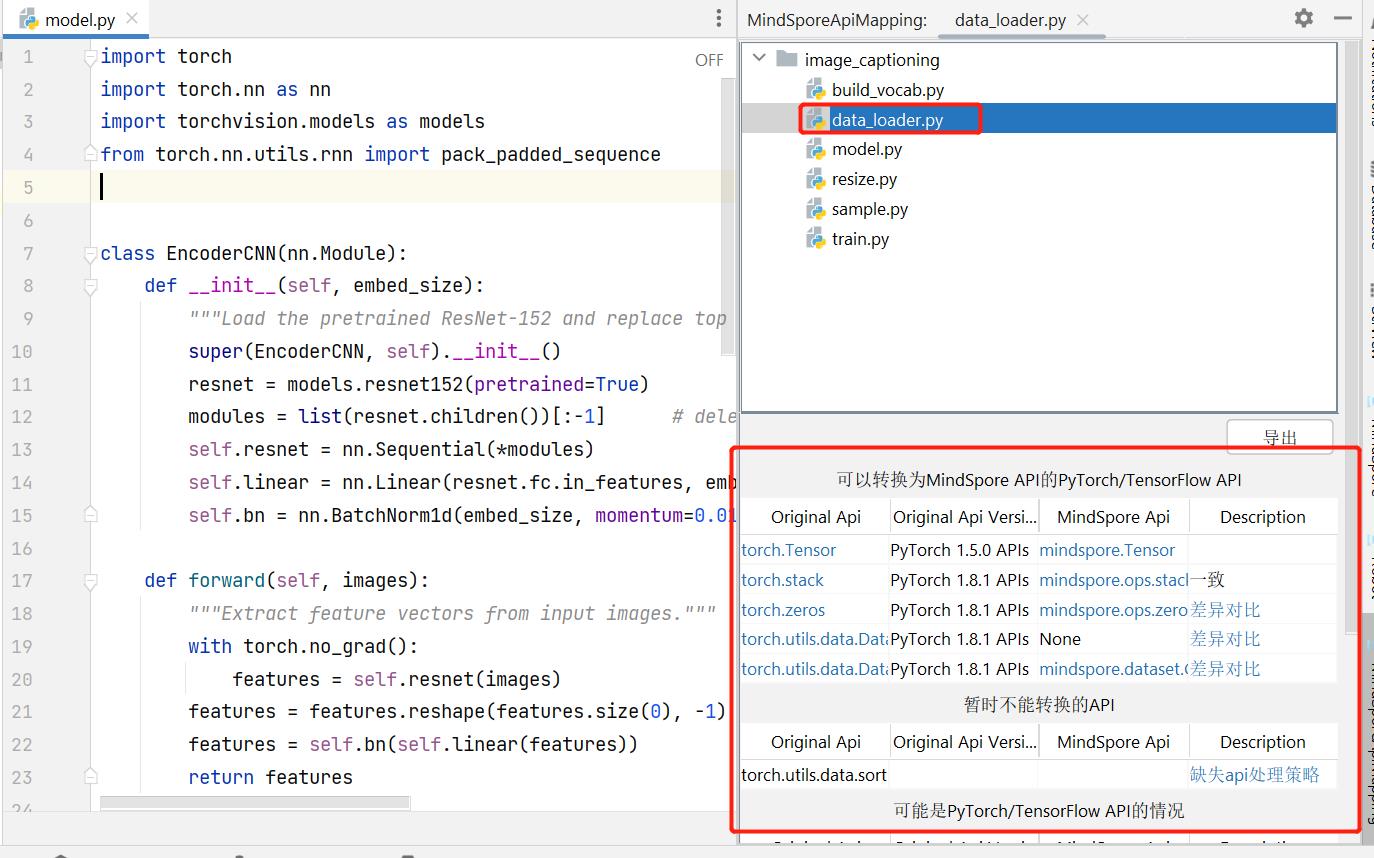 model.py
MindSporeApiMapping:
data_loader.py
OFF
1 import torch
2 import torch.nn as nn
3 import torchvision.models as models
4 from torch.nn.utils.rnn import pack_padded_sequence
5
6
7 class EncoderCNN(nn.Module):
8 def __init__(self, embed_size):
9 """Load the pretrained ResNet-152 and replace top
10 super(EncoderCNN, self).__init__()
11 resnet = models.resnet152(pretrained=True)
12 modules = list(resnet.children())[:-1] # dele
13 self.resnet = nn.Sequential(*modules)
14 self.linear = nn.Linear(resnet.fc.in_features, emb
15 self.bn = nn.BatchNorm1d(embed_size, momentum=0.01
16
17 def forward(self, images):
18 """Extract feature vectors from input images."""
19 with torch.no_grad():
20 features = self.resnet(images)
21 features = features.reshape(features.size(0), -1)
22 features = self.bn(self.linear(features))
23 return features
24
image_captioning
build_vocab.py
data_loader.py
model.py
resize.py
sample.py
train.py
导出
可以转换为MindSpore API的PyTorch/TensorFlow API
Original Api Original Api Versi... MindSpore Api Description
torch.Tensor PyTorch 1.5.0 APIs mindspore.Tensor
torch.stack PyTorch 1.8.1 APIs mindspore.ops.stack 一致
torch.zeros PyTorch 1.8.1 APIs mindspore.ops.zero 差异对比
torch.utils.data.Data PyTorch 1.8.1 APIs None 差异对比
torch.utils.data.Data PyTorch 1.8.1 APIs mindspore.dataset.G 差异对比
暂时不能转换的API
Original Api Original Api Versi... MindSpore Api Description
torch.utils.data.sort 缺失api处理策略
可能是PyTorch/TensorFlow API的情况